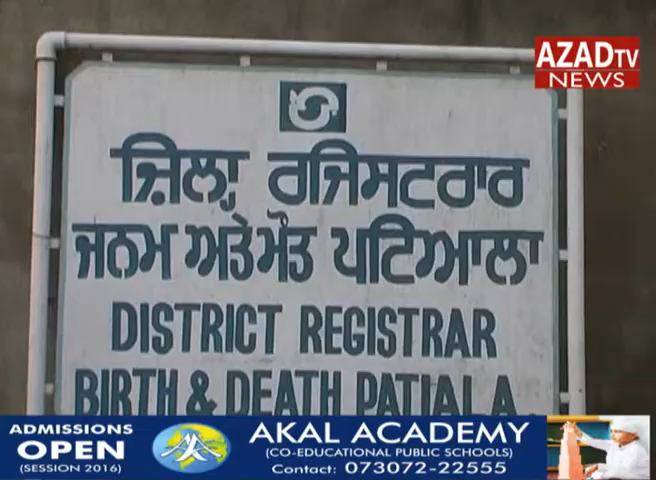 AZAD TV
NEWS
ਜ਼ਿਲ੍ਹਾ ਰਜਿਸਟਰਾਰ
ਜਨਮ ਅਤੇ ਮੌਤ ਪਟਿਆਲਾ
DISTRICT REGISTRAR
BIRTH & DEATH PATIALA
ADMISSIONS
OPEN
(SESSION 2016)
AKAL ACADEMY
(CO-EDUCATIONAL PUBLIC SCHOOLS)
Contact: 073072-22555